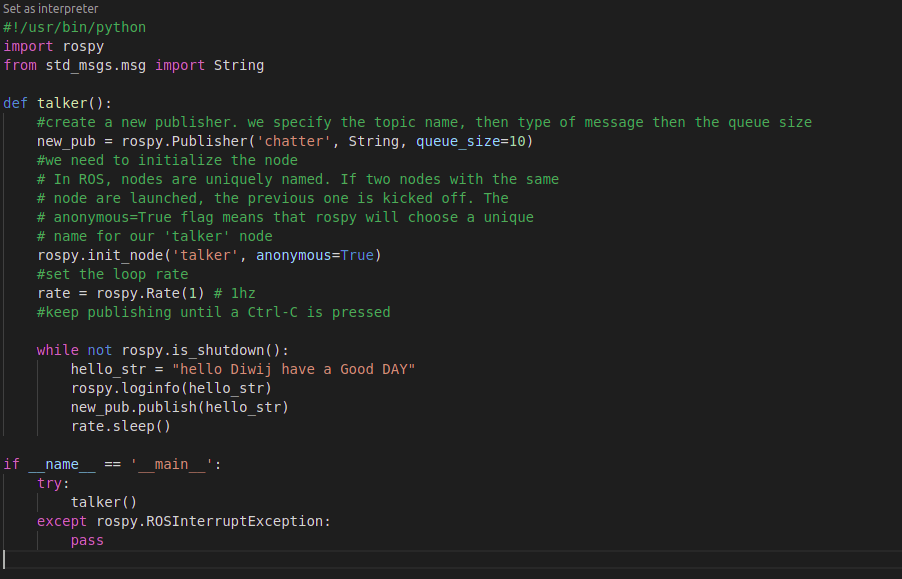 Set as interpreter
#!/usr/bin/python
import rospy
from std_msgs.msg import String

def talker():
    #create a new publisher. we specify the topic name, then type of message then the queue size
    new_pub = rospy.Publisher('chatter', String, queue_size=10)
    #we need to initialize the node
    # In ROS, nodes are uniquely named. If two nodes with the same
    # node are launched, the previous one is kicked off. The
    # anonymous=True flag means that rospy will choose a unique
    # name for our 'talker' node
    rospy.init_node('talker', anonymous=True)
    #set the loop rate
    rate = rospy.Rate(1) # 1hz
    #keep publishing until a Ctrl-C is pressed

    while not rospy.is_shutdown():
        hello_str = "hello Diwij have a Good DAY"
        rospy.loginfo(hello_str)
        new_pub.publish(hello_str)
        rate.sleep()

if __name__ == '__main__':
    try:
        talker()
    except rospy.ROSInterruptException:
        pass